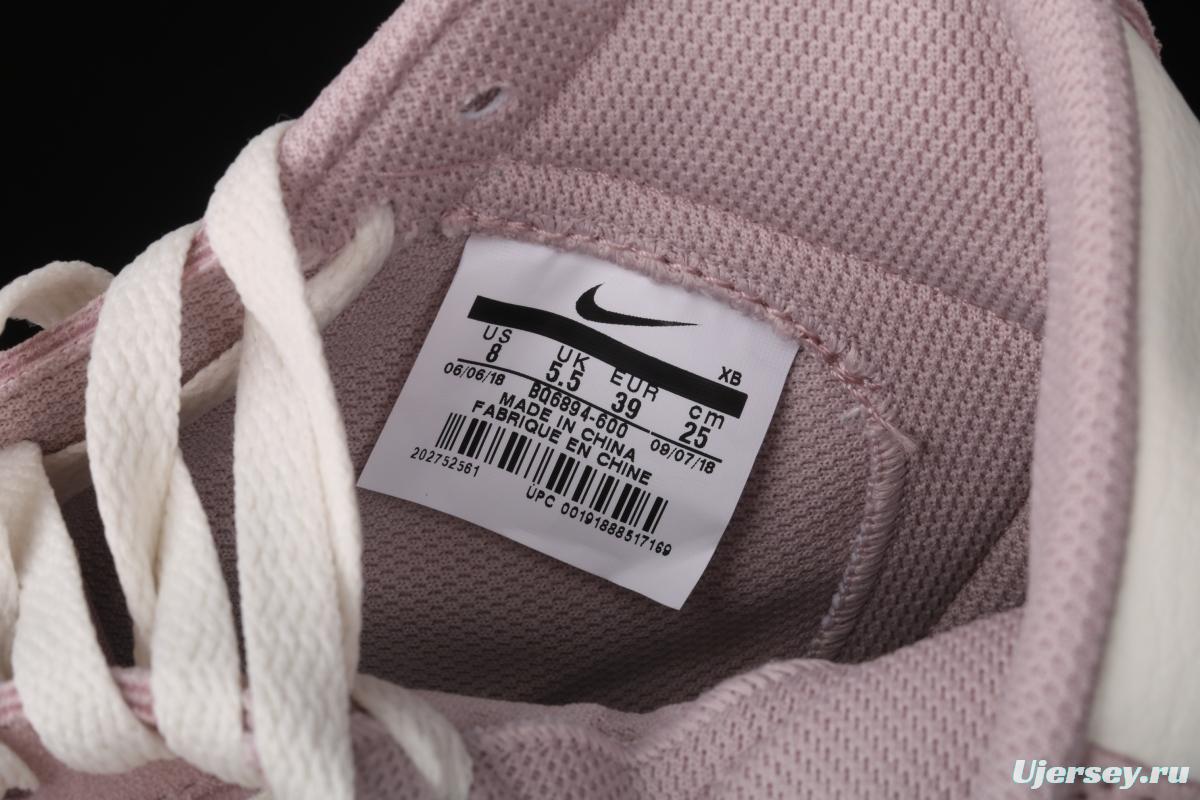 XB
US UK EUR cm
8 5.5 39 25
06/06/18 BQ6894-600 09/07/18
MADE IN CHINA
FABRIQUE EN CHINE
202752561
UPC 00191888517169
Ujersey.ru